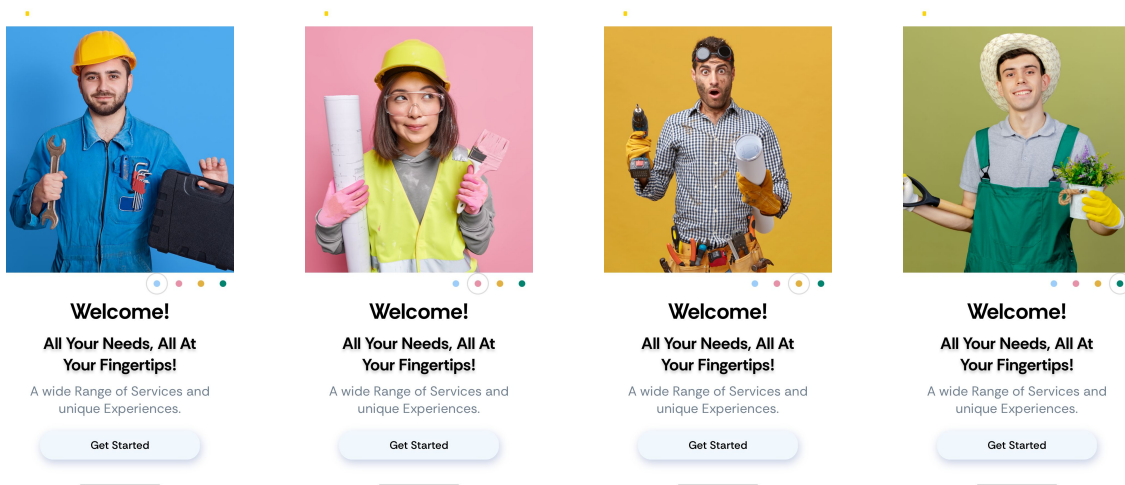 Welcome!
All Your Needs, All At
Your Fingertips!
A wide Range of Services and
unique Experiences.
Get Started
Welcome!
All Your Needs, All At
Your Fingertips!
A wide Range of Services and
unique Experiences.
Get Started
Welcome!
All Your Needs, All At
Your Fingertips!
A wide Range of Services and
unique Experiences.
Get Started
Welcome!
All Your Needs, All At
Your Fingertips!
A wide Range of Services and
unique Experiences.
Get Started